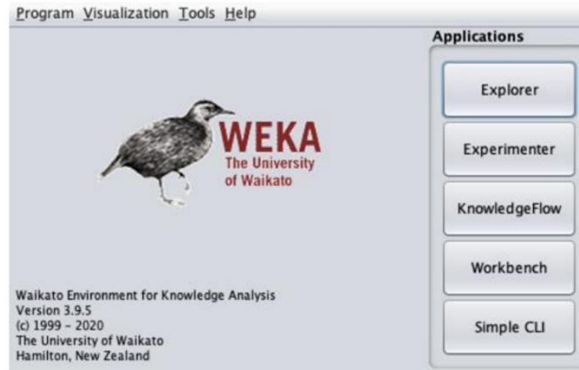 Program Visualization Tools Help
Applications
WEKA
The University
of Waikato
Explorer
Experimenter
KnowledgeFlow
Workbench
Simple CLI
Waikato Environment for Knowledge Analysis
Version 3.9.5
(c) 1999 – 2020
The University of Waikato
Hamilton, New Zealand